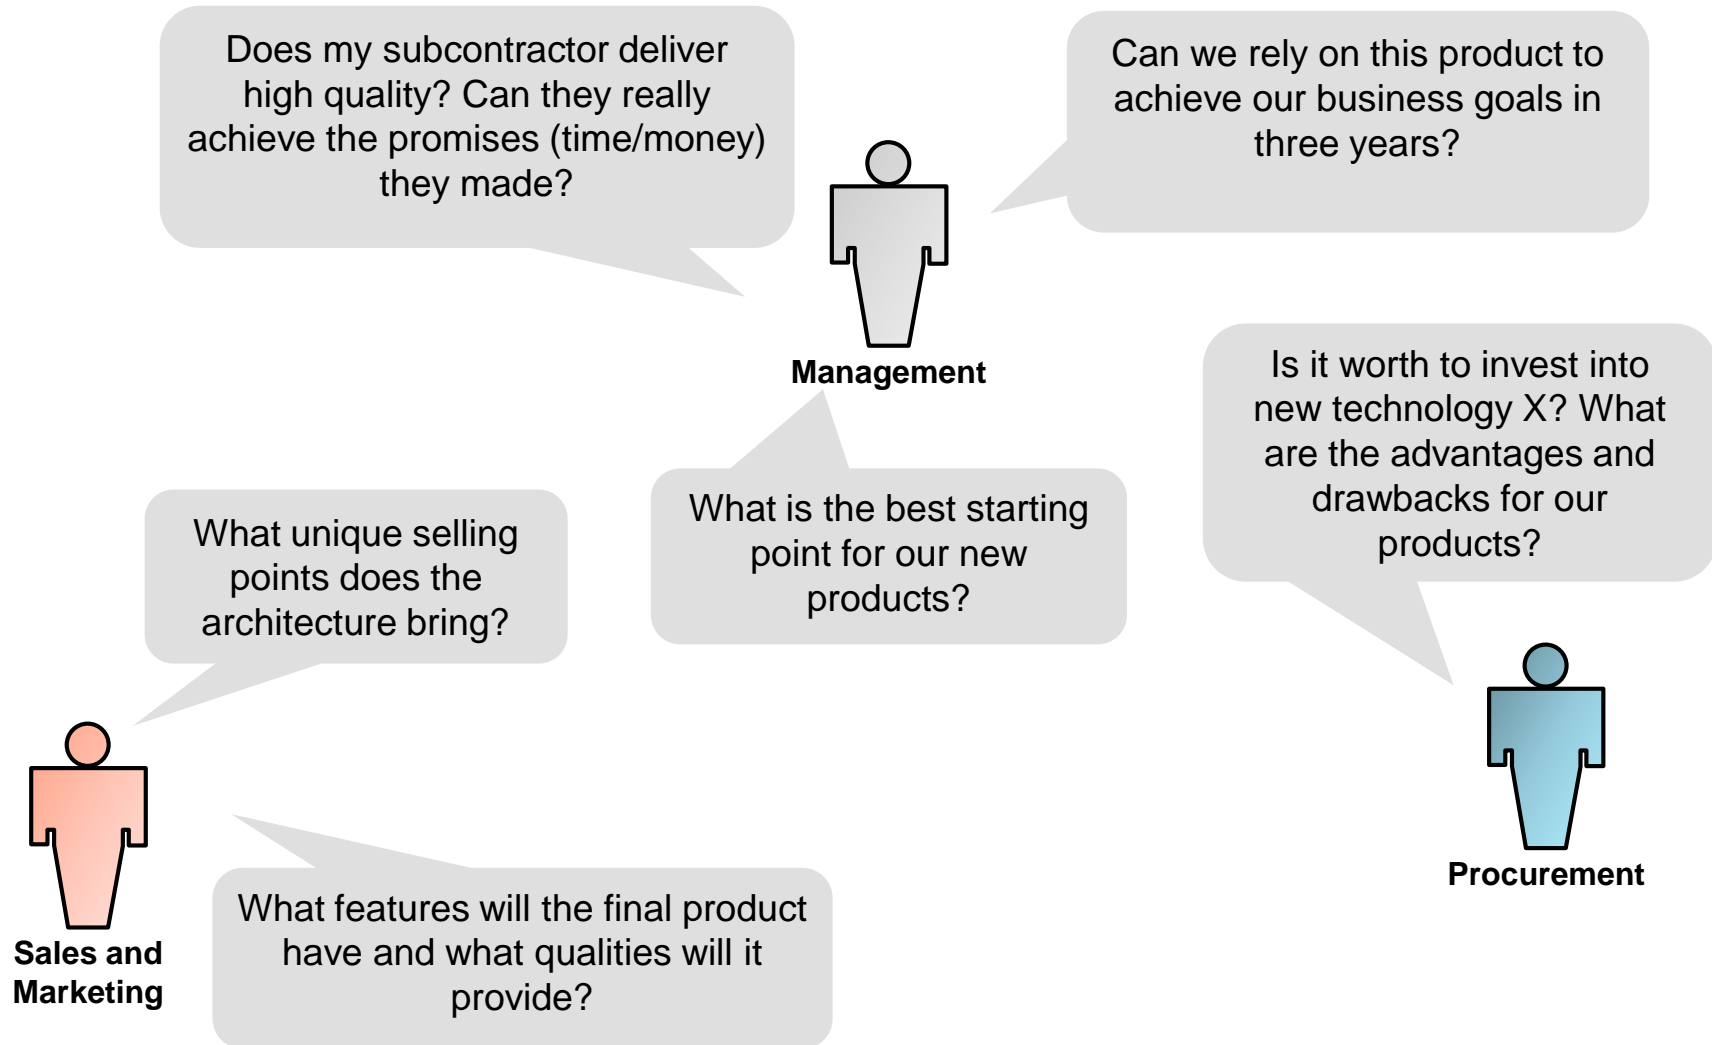 Does my subcontractor deliver
high quality? Can they really
achieve the promises (time/money)
they made?
Can we rely on this product to
achieve our business goals in
three years?
Management
Is it worth to invest into
new technology X? What
are the advantages and
drawbacks for our
products?
What is the best starting
point for our new
products?
What unique selling
points does the
architecture bring?
Procurement
What features will the final product
have and what qualities will it
provide?
Sales and
Marketing